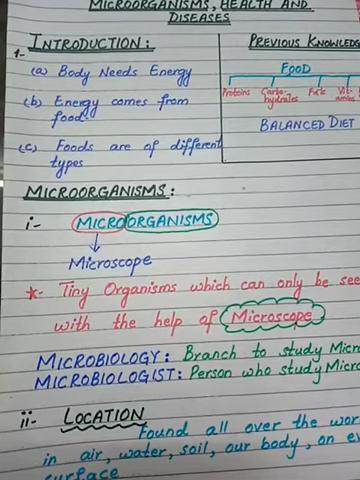 MICROORGANISMS, HEALTH AND
DISEASES
1- INTRODUCTION:
(a) Body Needs Energy
(b) Energy comes from
food.
(c) Foods are of different
types
PREVIOUS KNOWLED
FOOD
Proteins Carbo- Fats Vit-
hydrates amins
BALANCED DIET
MICROORGANISMS:
i- MICROORGANISMS
Microscope
*- Tiny Organisms which can only be see
with the help of Microscope
MICROBIOLOGY: Branch to study Micr
MICROBIOLOGIST: Person who study Micro
ii- LOCATION
Found all over the wor
in air, water, soil, our body, on ev
surface